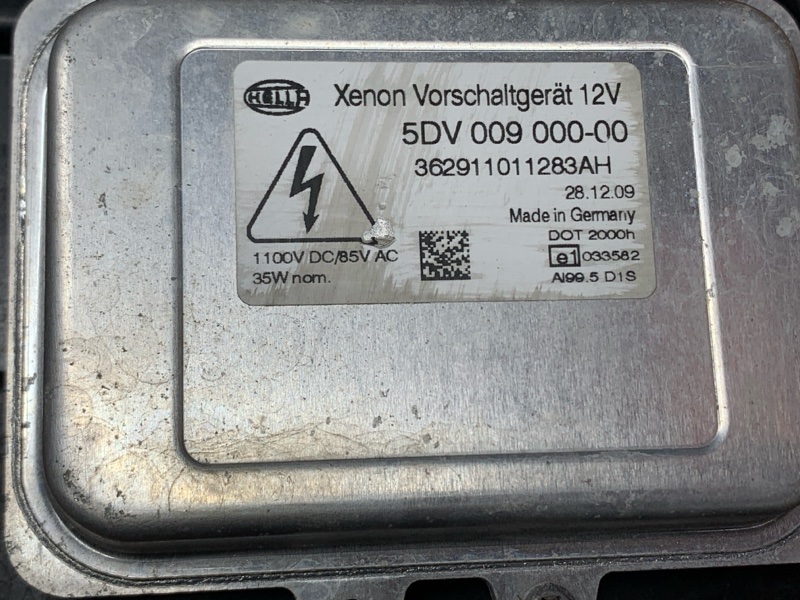 HELLA
Xenon Vorschaltgerät 12V
5DV 009 000-00
362911011283AH
28.12.09
Made in Germany
DOT 2000h
e1 033582
Al99.5 D1S
1100V DC/85V AC
35W nom.